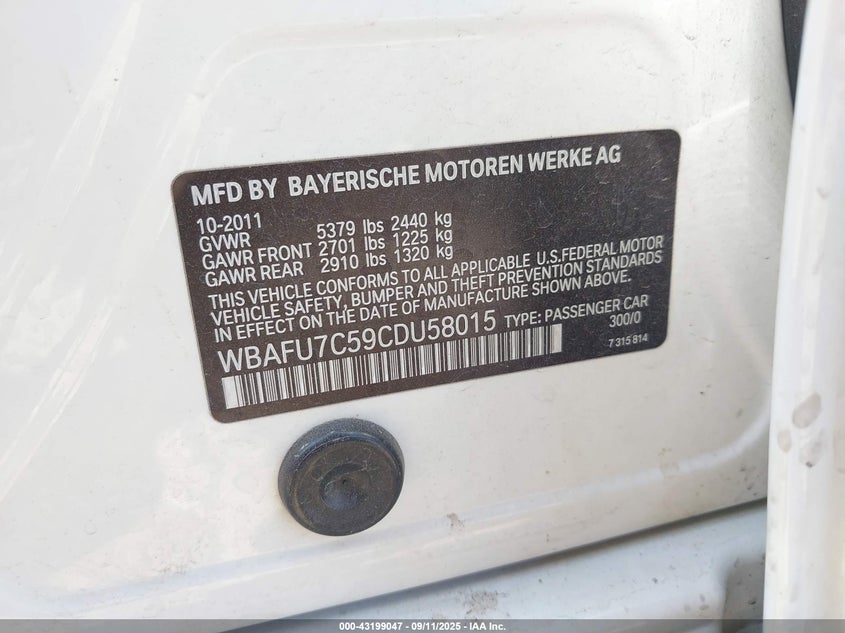 MFD BY BAYERISCHE MOTOREN WERKE AG
10-2011
GVWR 5379 lbs 2440 kg
GAWR FRONT 2701 lbs 1225 kg
GAWR REAR 2910 lbs 1320 kg
THIS VEHICLE CONFORMS TO ALL APPLICABLE U.S.FEDERAL MOTOR
VEHICLE SAFETY, BUMPER AND THEFT PREVENTION STANDARDS
IN EFFECT ON THE DATE OF MANUFACTURE SHOWN ABOVE.
WBAFU7C59CDU58015 TYPE: PASSENGER CAR
300/0
7 315 814
000-43199047 - 09/11/2025 - IAA Inc.